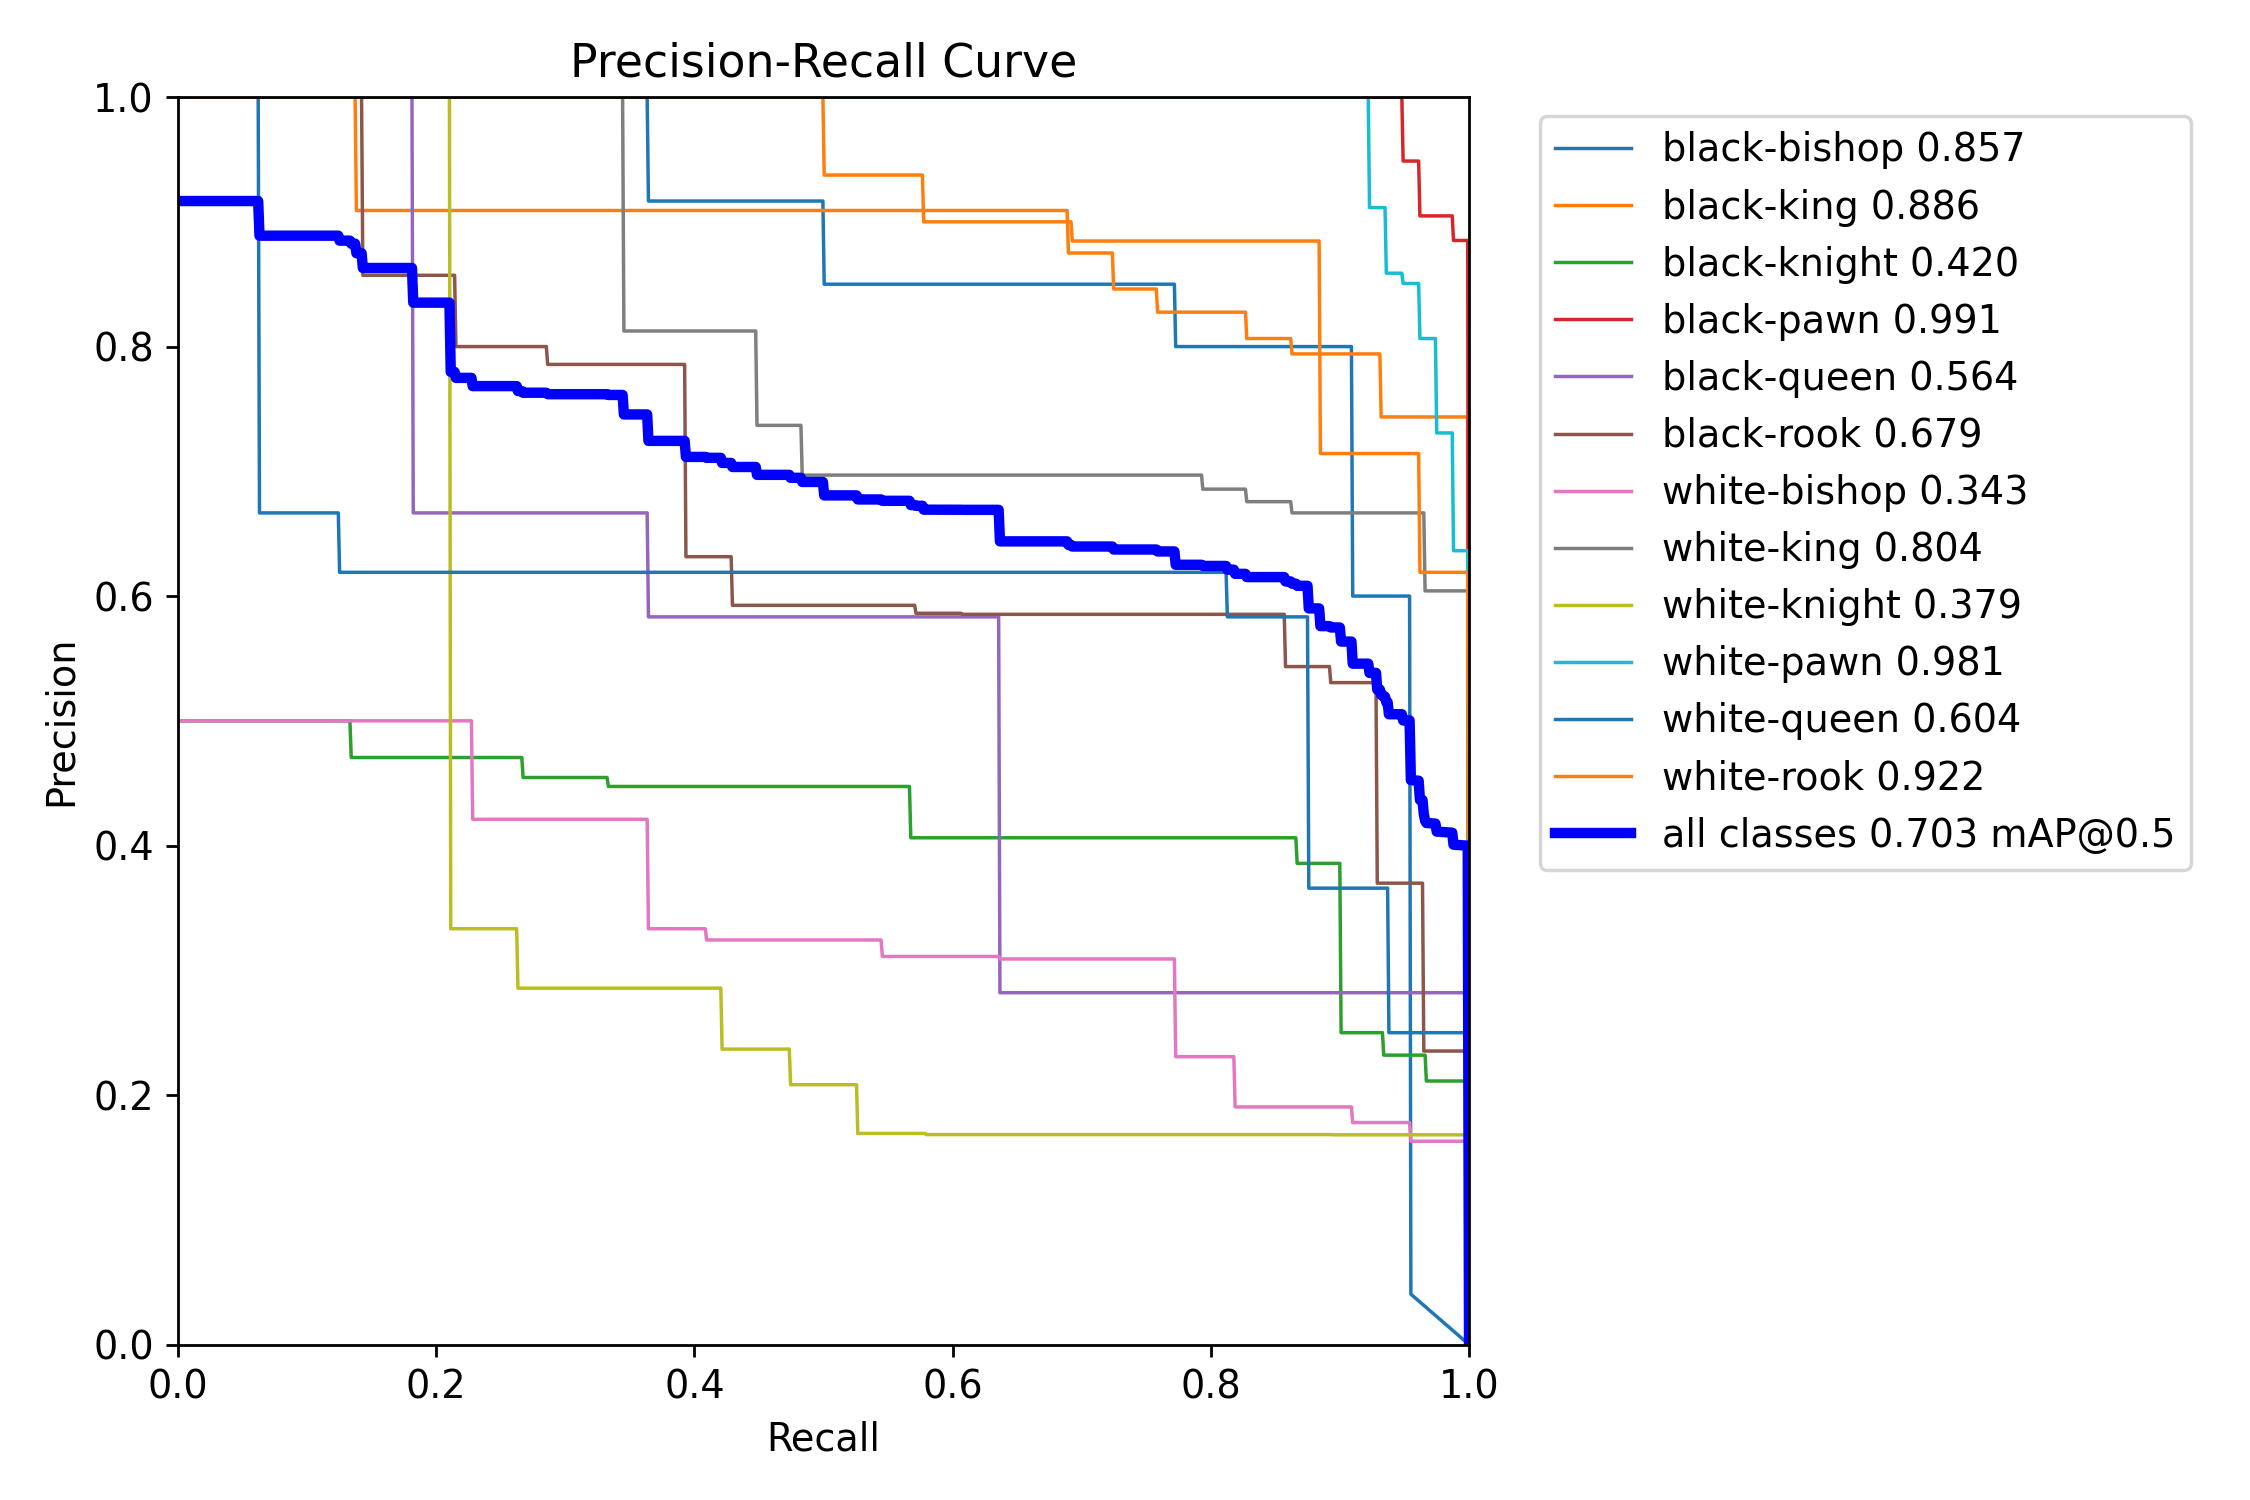 Precision-Recall Curve
1.0
0.8
0.6
0.4
0.2
0.0
Precision
0.0 0.2 0.4 0.6 0.8 1.0
Recall
black-bishop 0.857
black-king 0.886
black-knight 0.420
black-pawn 0.991
black-queen 0.564
black-rook 0.679
white-bishop 0.343
white-king 0.804
white-knight 0.379
white-pawn 0.981
white-queen 0.604
white-rook 0.922
all classes 0.703 mAP@0.5